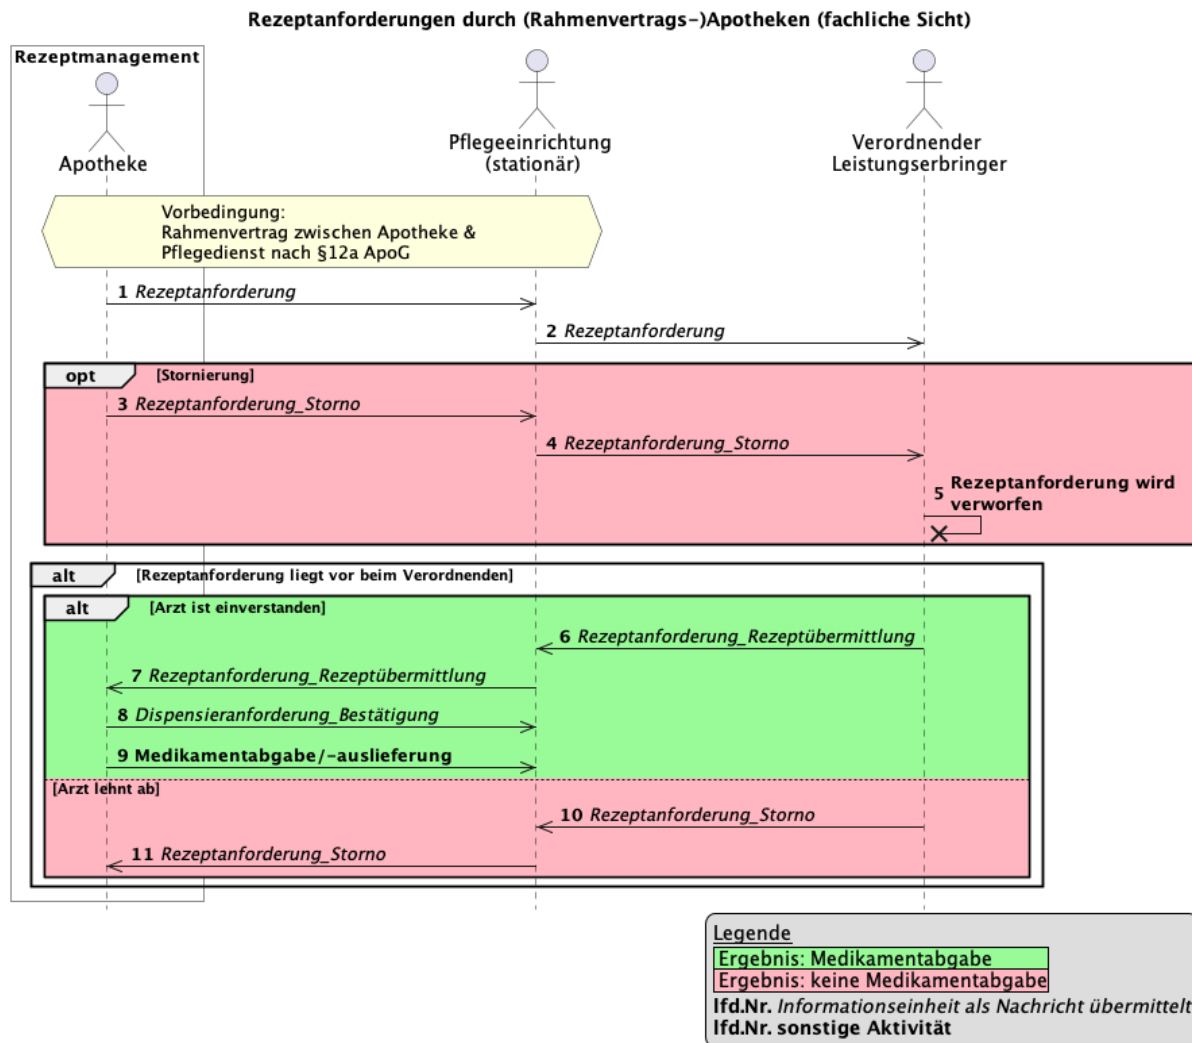 Rezeptanforderungen durch (Rahmenvertrags-)Apotheken (fachliche Sicht)
Rezeptmanagement
Apotheke
Pflegeeinrichtung
(stationär)
Verordnender
Leistungserbringer
Vorbedingung:
Rahmenvertrag zwischen Apotheke &
Pflegedienst nach §12a ApoG
1 Rezeptanforderung
2 Rezeptanforderung
opt [Stornierung]
3 Rezeptanforderung_Storno
4 Rezeptanforderung_Storno
5 Rezeptanforderung wird
verworfen
alt [Rezeptanforderung liegt vor beim Verordnenden]
alt [Arzt ist einverstanden]
6 Rezeptanforderung_Rezeptübermittlung
7 Rezeptanforderung_Rezeptübermittlung
8 Dispensieranforderung_Bestätigung
9 Medikamentabgabe/-auslieferung
[Arzt lehnt ab]
10 Rezeptanforderung_Storno
11 Rezeptanforderung_Storno
Legende
Ergebnis: Medikamentabgabe
Ergebnis: keine Medikamentabgabe
lfd.Nr. Informationseinheit als Nachricht übermittelt
lfd.Nr. sonstige Aktivität